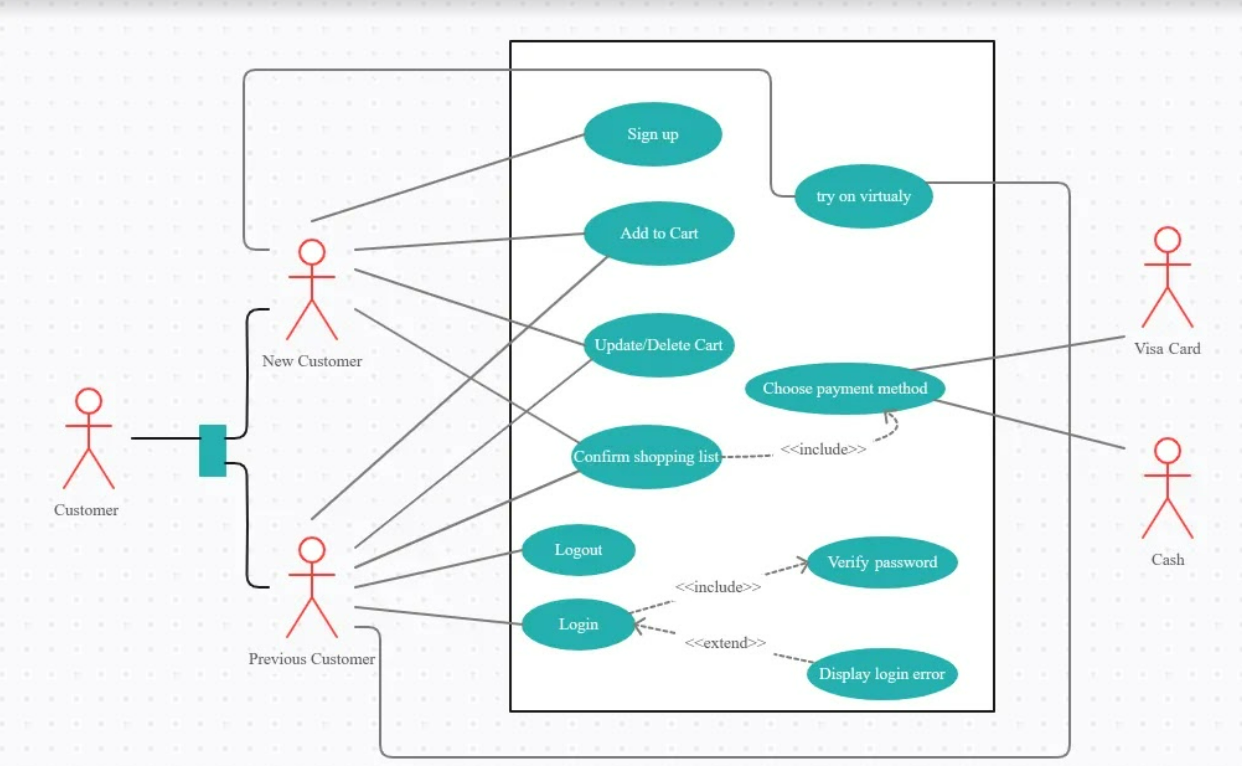 Sign up
try on virtualy
Add to Cart
Update/Delete Cart
Visa Card
New Customer
Choose payment method
<<include>>
Confirm shopping list
Customer
Logout
Cash
Verify password
<<include>>
Login
<<extend>>
Previous Customer
Display login error